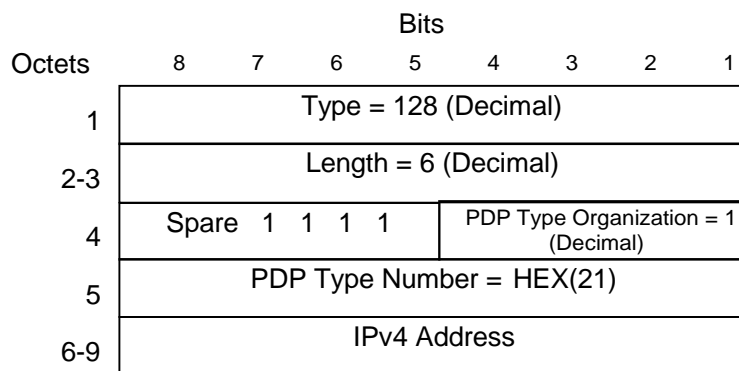 Bits
Octets 8 7 6 5 4 3 2 1
1 Type = 128 (Decimal)
2-3 Length = 6 (Decimal)
4 Spare 1 1 1 1 PDP Type Organization = 1
(Decimal)
5 PDP Type Number = HEX(21)
6-9 IPv4 Address